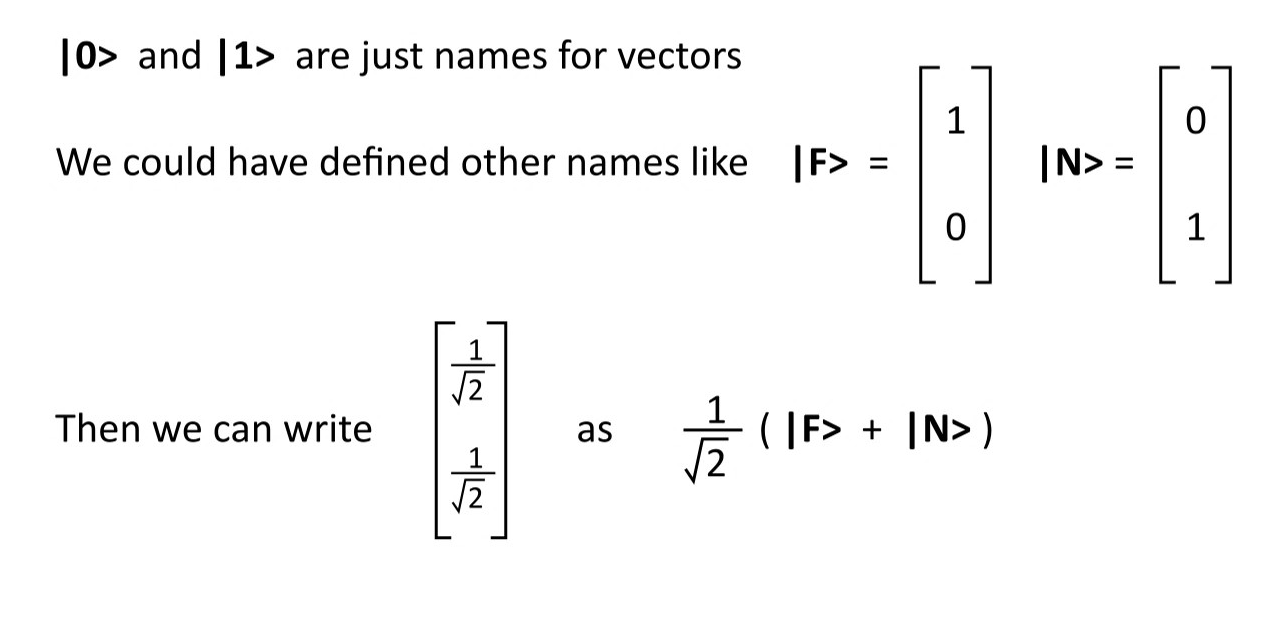 |0> and |1> are just names for vectors
We could have defined other names like |F> = [ 1 0 ] |N> = [ 0 1 ]
Then we can write [ 1/√2 1/√2 ] as 1/√2 ( |F> + |N> )